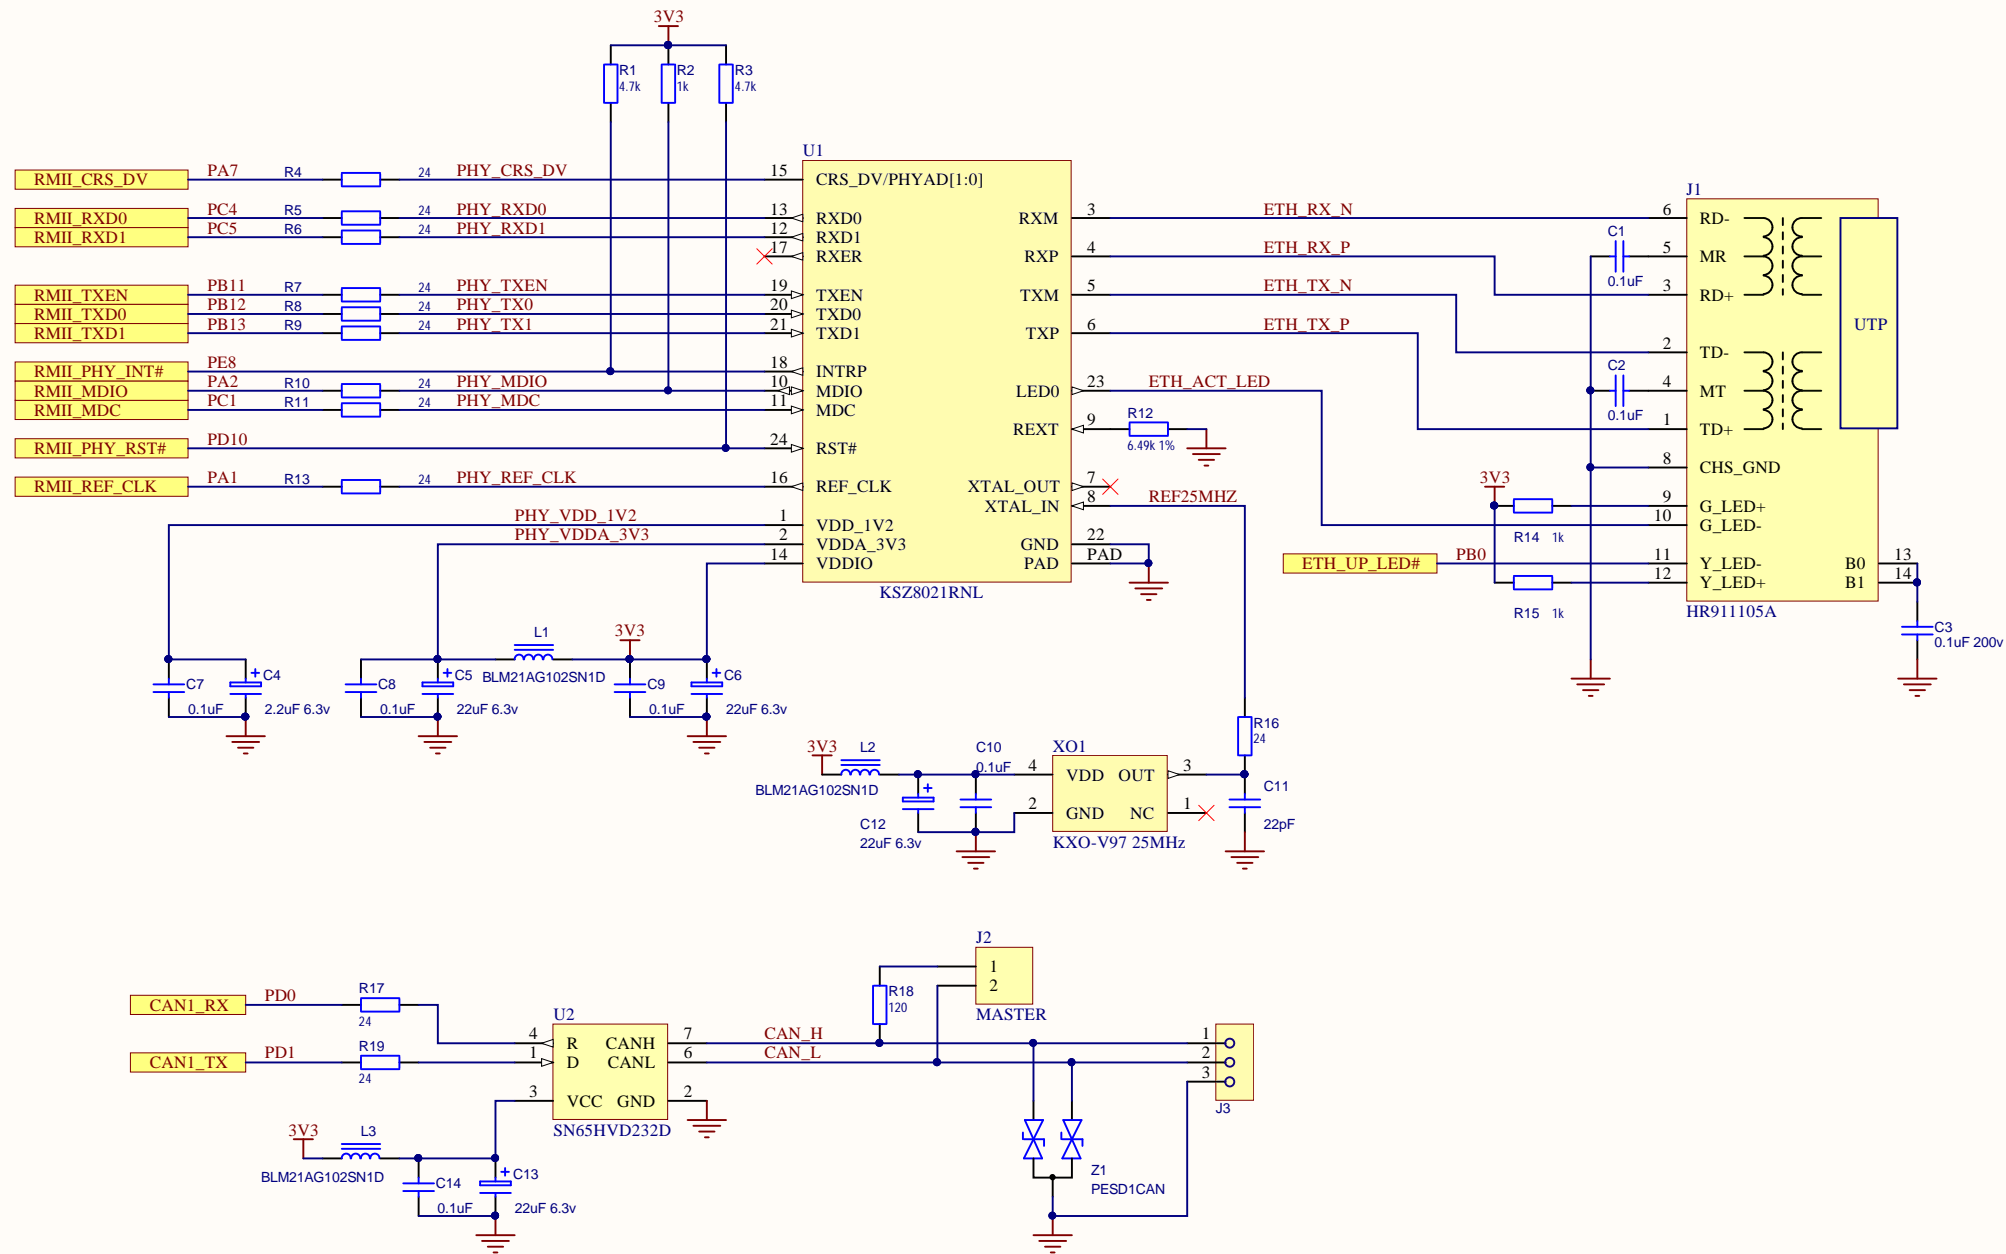 3V3
R1 4.7k R2 1k R3 4.7k
U1
RMII_CRS_DV PA7 R4 24 PHY_CRS_DV 15 CRS_DV/PHYAD[1:0]
J1
RMII_RXD0 PC4 R5 24 PHY_RXD0 13 RXD0 RXM 3 ETH_RX_N 6 RD-
RMII_RXD1 PC5 R6 24 PHY_RXD1 12 RXD1
C1 0.1uF
17 RXER RXP 4 ETH_RX_P 5 MR
RMII_TXEN PB11 R7 24 PHY_TXEN 19 TXEN TXM 5 ETH_TX_N 3 RD+
RMII_TXD0 PB12 R8 24 PHY_TX0 20 TXD0
RMII_TXD1 PB13 R9 24 PHY_TX1 21 TXD1 TXP 6 ETH_TX_P
UTP
2 TD-
RMII_PHY_INT# PE8 18 INTRP
C2 0.1uF
RMII_MDIO PA2 R10 24 PHY_MDIO 10 MDIO LED0 23 ETH_ACT_LED 4 MT
RMII_MDC PC1 R11 24 PHY_MDC 11 MDC
REXT 9 R12 6.49k 1% 1 TD+
RMII_PHY_RST# PD10 24 RST#
8 CHS_GND
RMII_REF_CLK PA1 R13 24 PHY_REF_CLK 16 REF_CLK XTAL_OUT 7
3V3
XTAL_IN 8 REF25MHZ 9 G_LED+
PHY_VDD_1V2 1 VDD_1V2 10 G_LED-
R14 1k
PHY_VDDA_3V3 2 VDDA_3V3 GND 22
14 VDDIO PAD PAD ETH_UP_LED# PB0 11 Y_LED- B0 13
12 Y_LED+ B1 14
KSZ8021RNL
R15 1k HR911105A
C3
0.1uF 200v
L1 3V3
BLM21AG102SN1D
C7 C4 C8 C5 C9 C6
0.1uF 2.2uF 6.3v 0.1uF 22uF 6.3v 0.1uF 22uF 6.3v
R16
24
3V3 L2 C10 XO1
0.1uF 4 VDD OUT 3
BLM21AG102SN1D C11
2 GND NC 1
C12 22pF
22uF 6.3v KXO-V97 25MHz
J2
1
2
R18
120
MASTER
CAN1_RX PD0 R17
24
U2
4 R CANH 7 CAN_H 1
CAN1_TX PD1 R19 1 D CANL 6 CAN_L 2
24 3
3 VCC GND 2
J3
SN65HVD232D
3V3 L3
BLM21AG102SN1D
Z1
PESD1CAN
C14 C13
0.1uF 22uF 6.3v